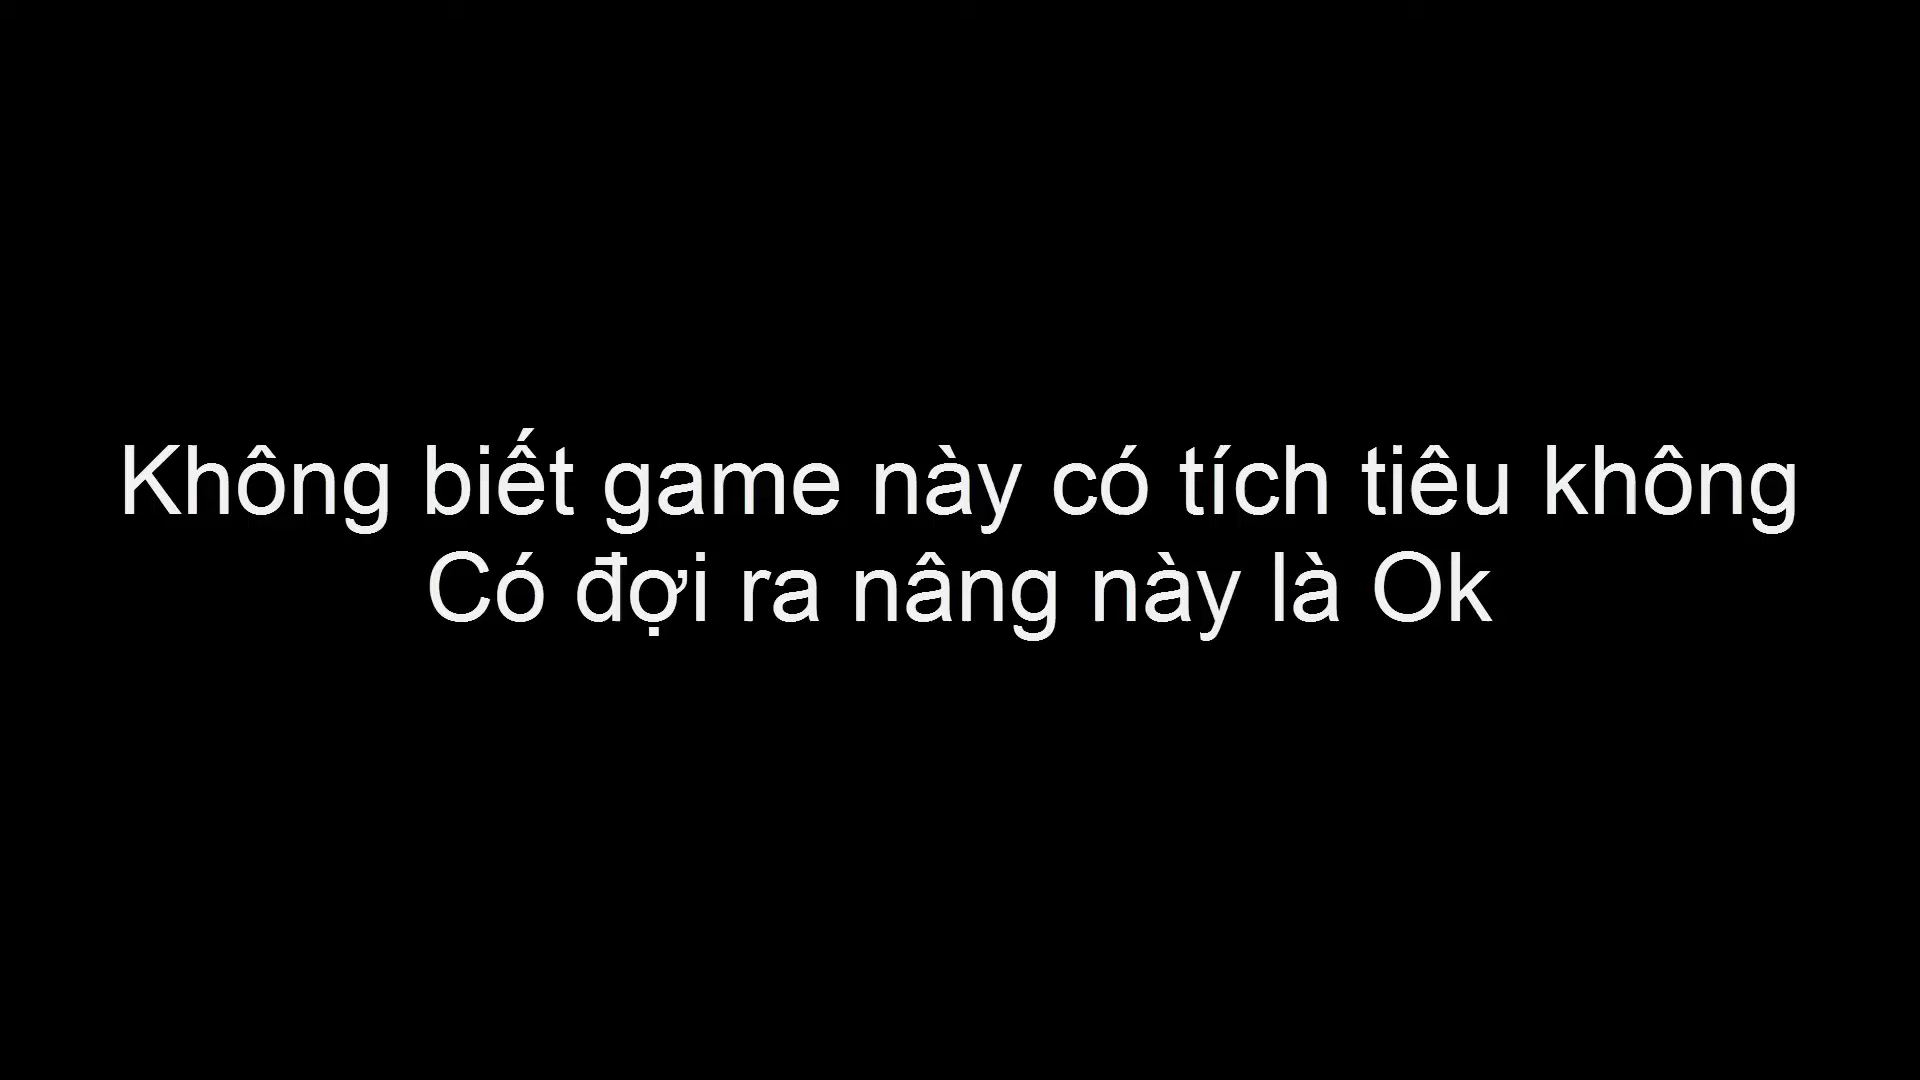 Không biết game này có tích tiêu không
Có đợi ra nâng này là Ok